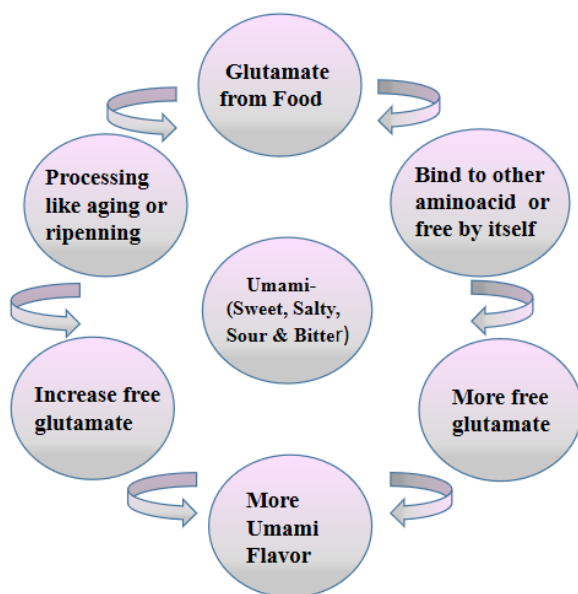 Glutamate
from Food
Processing
like aging or
ripenning
Bind to other
aminoacid or
free by itself
Umami-
(Sweet, Salty,
Sour & Bitter)
Increase free
glutamate
More free
glutamate
More
Umami
Flavor